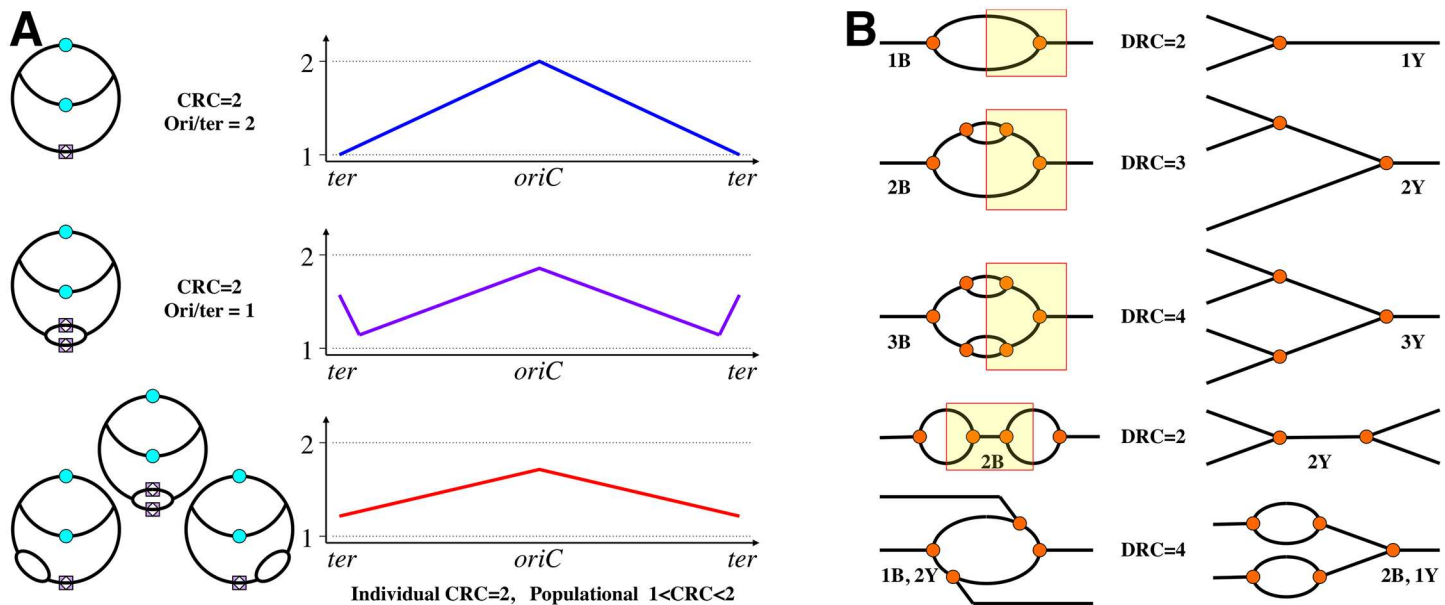 A
CRC=2
Ori/ter = 2
2
1
ter
oriC
ter
CRC=2
Ori/ter = 1
2
1
ter
oriC
ter
2
1
ter
oriC
ter
Individual CRC=2, Populational 1<CRC<2
B
1B
DRC=2
1Y
2B
DRC=3
2Y
3B
DRC=4
3Y
2B
DRC=2
2Y
1B, 2Y
DRC=4
2B, 1Y